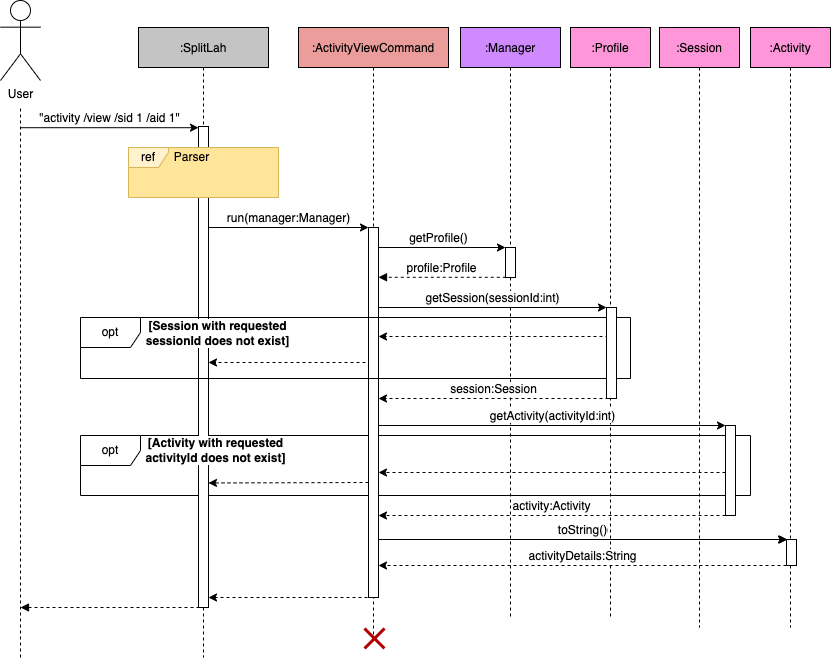 :SplitLah
:ActivityViewCommand
:Manager
:Profile
:Session
:Activity
User
"activity /view /sid 1 /aid 1"
ref
Parser
run(manager:Manager)
getProfile()
profile:Profile
getSession(sessionId:int)
opt
[Session with requested
sessionId does not exist]
session:Session
getActivity(activityId:int)
opt
[Activity with requested
activityId does not exist]
activity:Activity
toString()
activityDetails:String